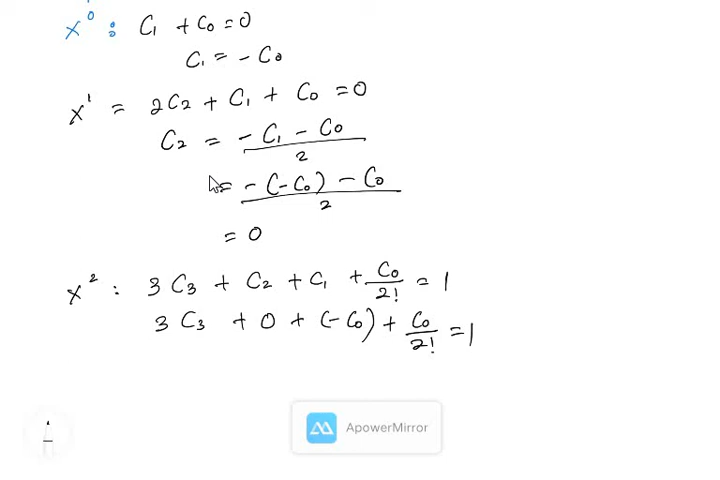 x⁰ : C₁ + C₀ = 0
C₁ = - C₀
x¹ = 2C₂ + C₁ + C₀ = 0
C₂ = (- C₁ - C₀)/2
= (- (-C₀) - C₀)/2
= 0
x² : 3C₃ + C₂ + C₁ + C₀/2! = 1
3C₃ + 0 + (-C₀) + C₀/2! = 1
ApowerMirror